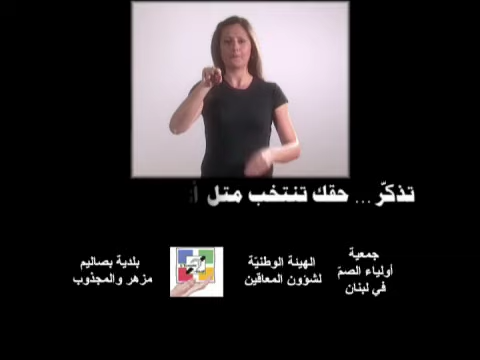 تذكّر ... حقك تنتخب متل
جمعية
أولياء الصمّ
في لبنان
الهيئة الوطنيّة
لشؤون المعاقين
بلدية بصاليم
مزهر والمجذوب